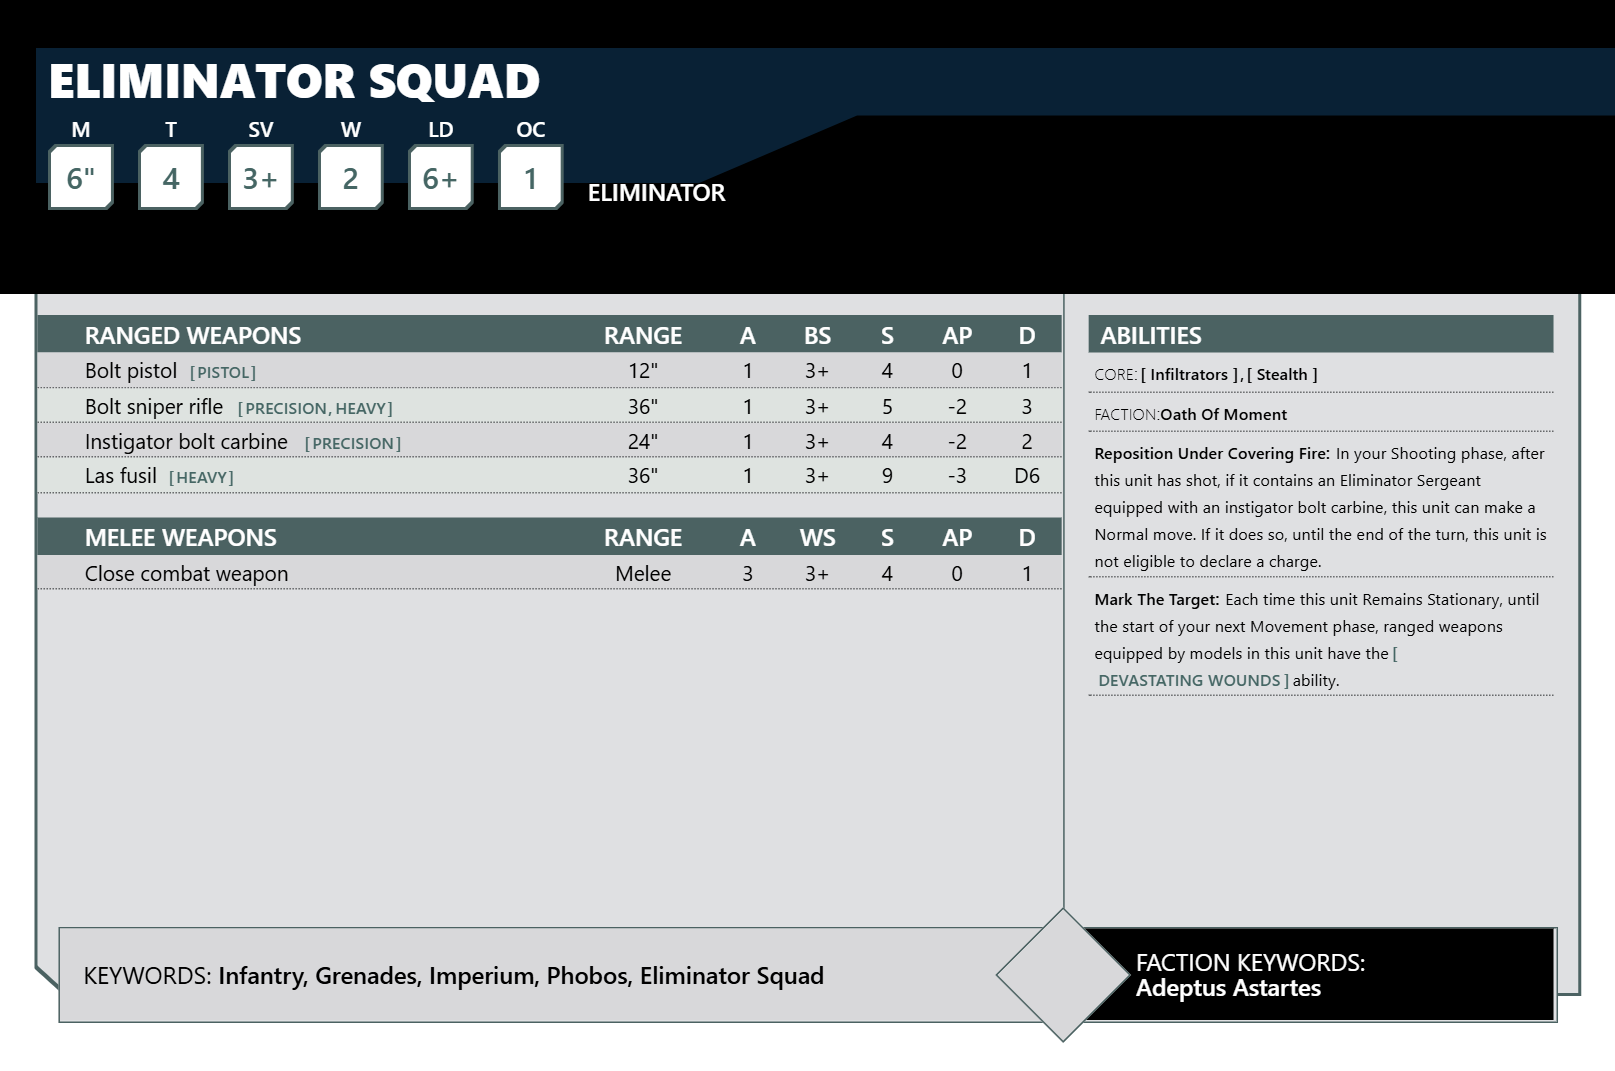 ELIMINATOR SQUAD
M T SV W LD OC
6" 4 3+ 2 6+ 1 ELIMINATOR
RANGED WEAPONS RANGE A BS S AP D
Bolt pistol [PISTOL] 12" 1 3+ 4 0 1
Bolt sniper rifle [PRECISION, HEAVY] 36" 1 3+ 5 -2 3
Instigator bolt carbine [PRECISION] 24" 1 3+ 4 -2 2
Las fusil [HEAVY] 36" 1 3+ 9 -3 D6
MELEE WEAPONS RANGE A WS S AP D
Close combat weapon Melee 3 3+ 4 0 1
ABILITIES
CORE: [ Infiltrators ] , [ Stealth ]
FACTION:Oath Of Moment
Reposition Under Covering Fire: In your Shooting phase, after
this unit has shot, if it contains an Eliminator Sergeant
equipped with an instigator bolt carbine, this unit can make a
Normal move. If it does so, until the end of the turn, this unit is
not eligible to declare a charge.
Mark The Target: Each time this unit Remains Stationary, until
the start of your next Movement phase, ranged weapons
equipped by models in this unit have the [
DEVASTATING WOUNDS ] ability.
KEYWORDS: Infantry, Grenades, Imperium, Phobos, Eliminator Squad
FACTION KEYWORDS:
Adeptus Astartes